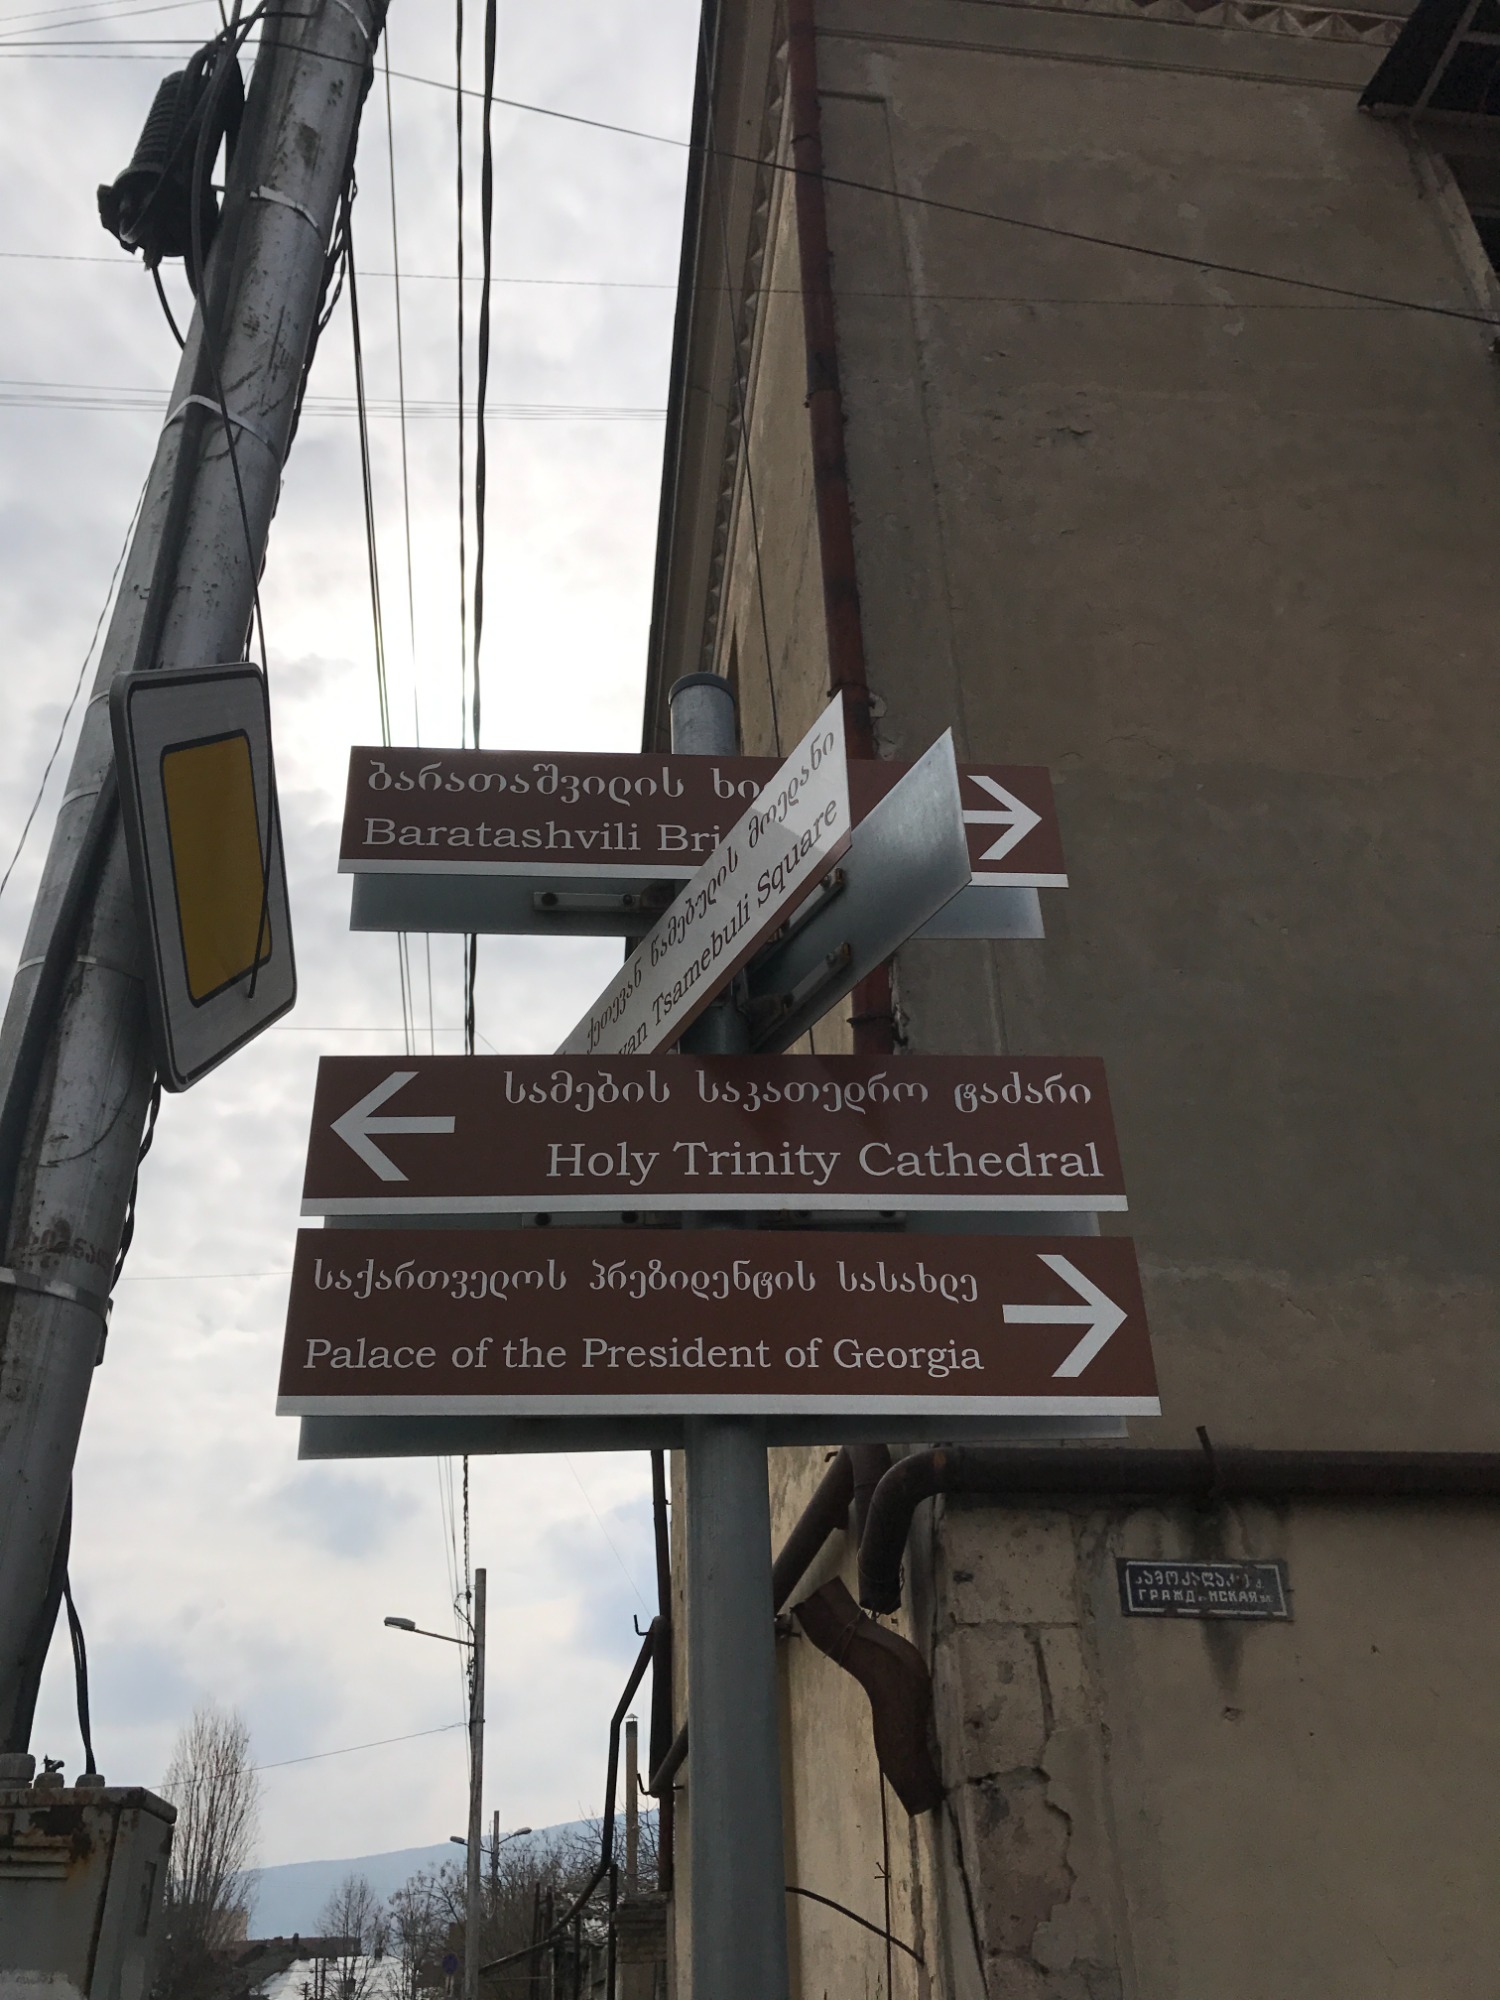 ბარათაშვილის
Baratashvili
ქეთევან წამებულის მოედანი
Tsamebuli Square
სამების საკათედრო ტაძარი
Holy Trinity Cathedral
საქართველოს პრეზიდენტის სასახლე
Palace of the President of Georgia